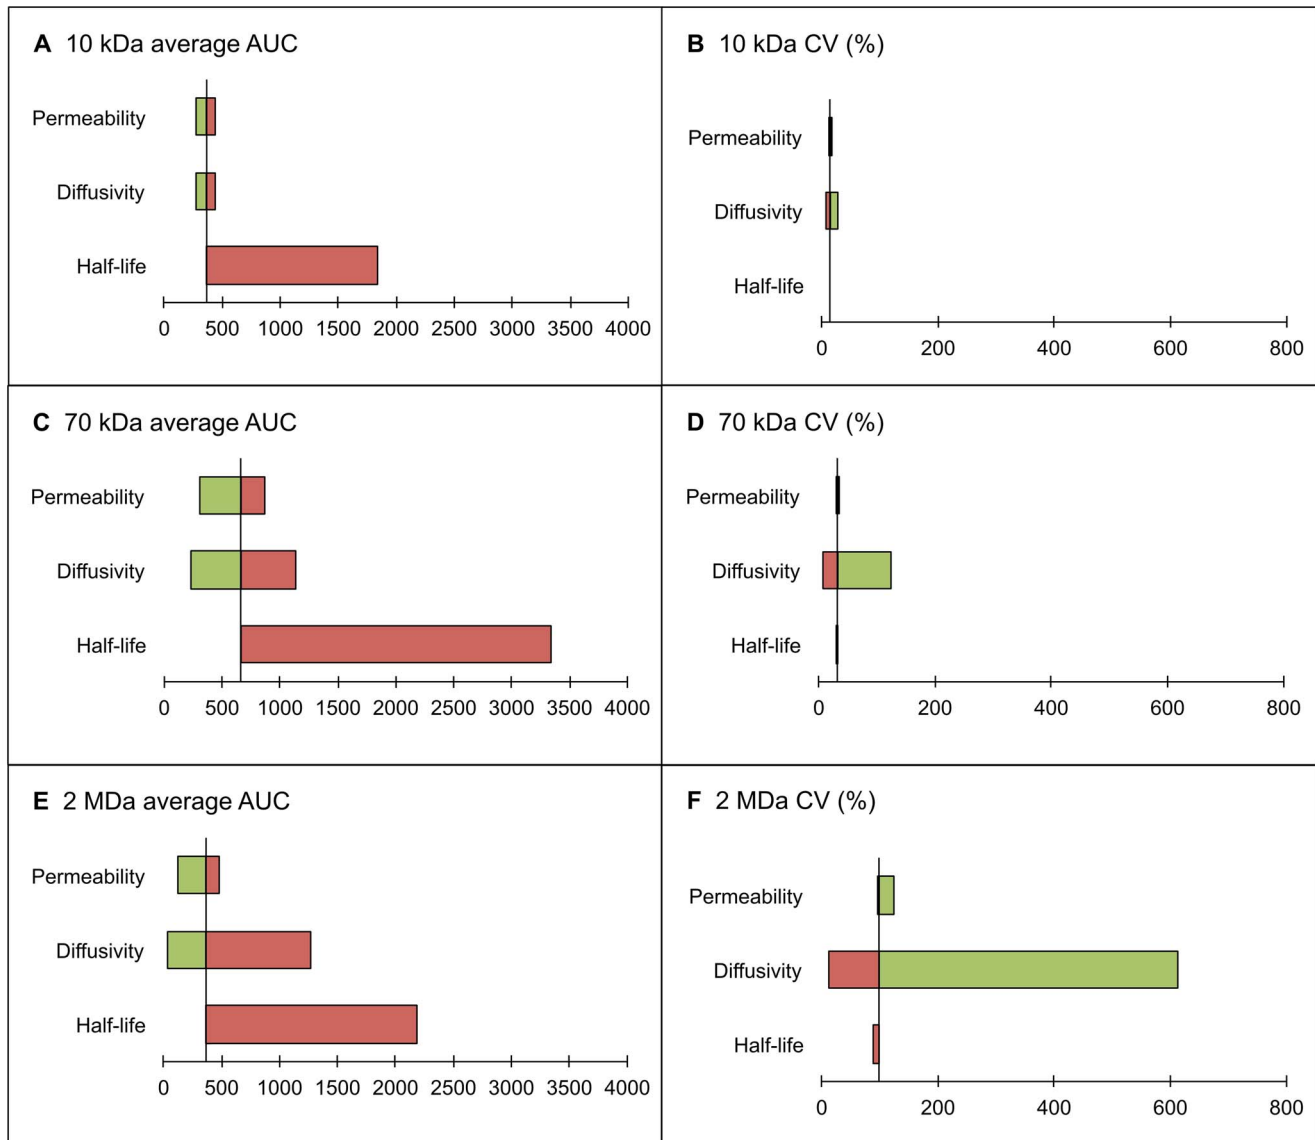 A 10 kDa average AUC
Permeability
Diffusivity
Half-life
0 500 1000 1500 2000 2500 3000 3500 4000
B 10 kDa CV (%)
Permeability
Diffusivity
Half-life
0 200 400 600 800
C 70 kDa average AUC
Permeability
Diffusivity
Half-life
0 500 1000 1500 2000 2500 3000 3500 4000
D 70 kDa CV (%)
Permeability
Diffusivity
Half-life
0 200 400 600 800
E 2 MDa average AUC
Permeability
Diffusivity
Half-life
0 500 1000 1500 2000 2500 3000 3500 4000
F 2 MDa CV (%)
Permeability
Diffusivity
Half-life
0 200 400 600 800